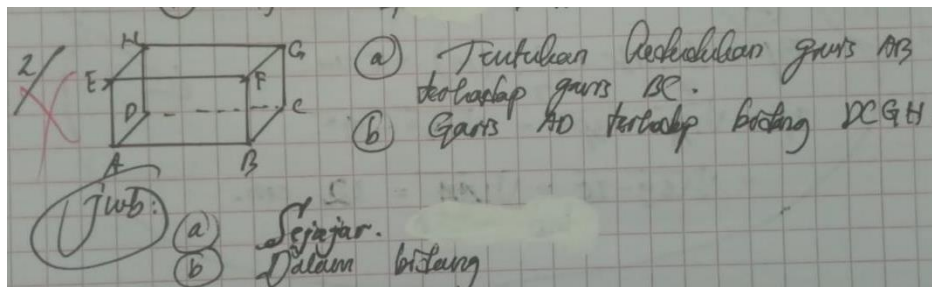 2/
H
G
E
F
D
C
A
B
(a) Tentukan kedudukan garis AB
terhadap garis BC.
(b) Garis AD terhadap bidang DCGH
Jwb:
(a) Sejajar.
(b) Dalam bidang